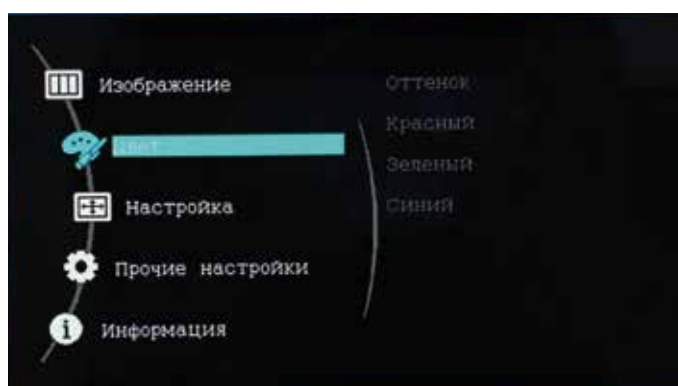 Изображение
Цвет
Настройка
Прочие настройки
Информация
Оттенок
Красный
Зеленый
Синий